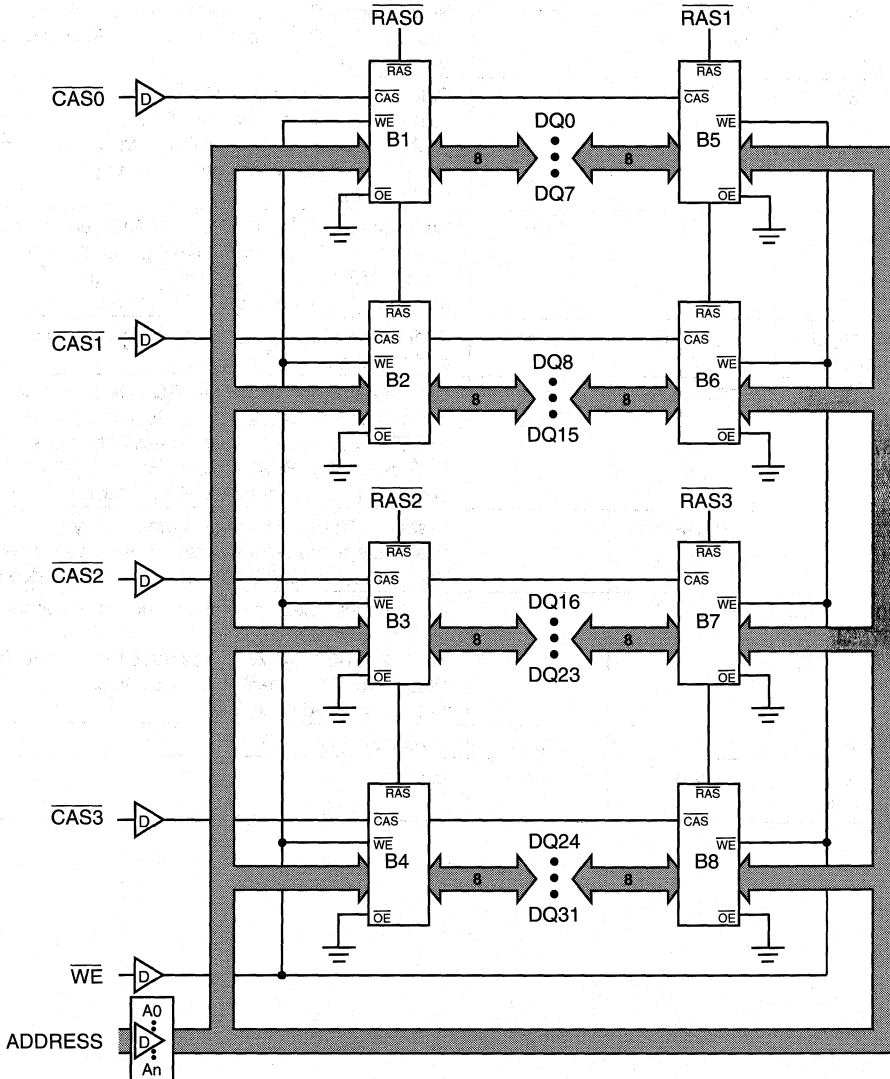 RAS0 RAS1
RAS RAS
CAS0 D CAS CAS
WE WE
B1 B5
DQ0
8 8
DQ7
OE OE
RAS RAS
CAS1 D CAS CAS
WE WE
B2 B6
DQ8
8 8
DQ15
OE OE
RAS2 RAS3
RAS RAS
CAS2 D CAS CAS
WE WE
B3 B7
DQ16
8 8
DQ23
OE OE
RAS RAS
CAS3 D CAS CAS
WE WE
B4 B8
DQ24
8 8
DQ31
OE OE
WE D
A0
ADDRESS D
An